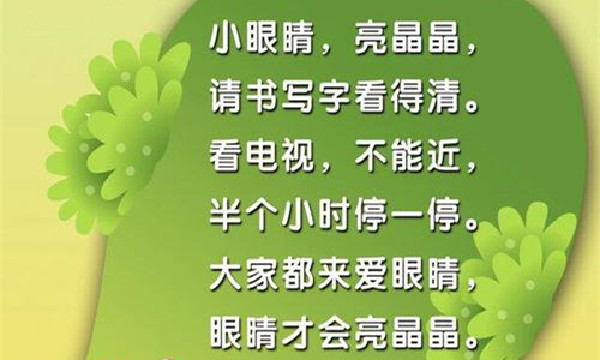 小眼睛，亮晶晶，
请书写字看得清。
看电视，不能近，
半个小时停一停。
大家都来爱眼睛，
眼睛才会亮晶晶。